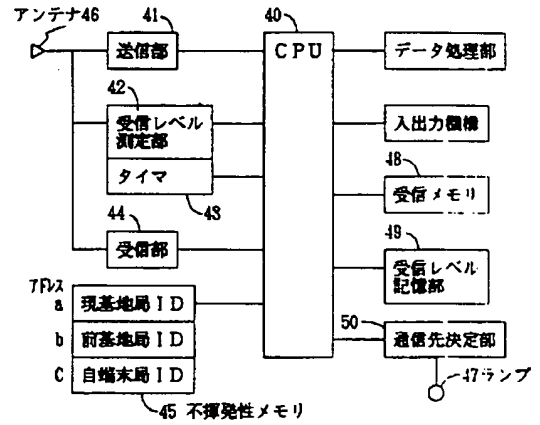 アンテナ46
41
送信部
40
CPU
データ処理部
42
受信レベル
測定部
タイマ
43
入出力機構
48
受信メモリ
44
受信部
49
受信レベル
記憶部
アドレス
a 現基地局ID
b 前基地局ID
C 自端末局ID
45 不揮発性メモリ
50
通信先決定部
47ランプ